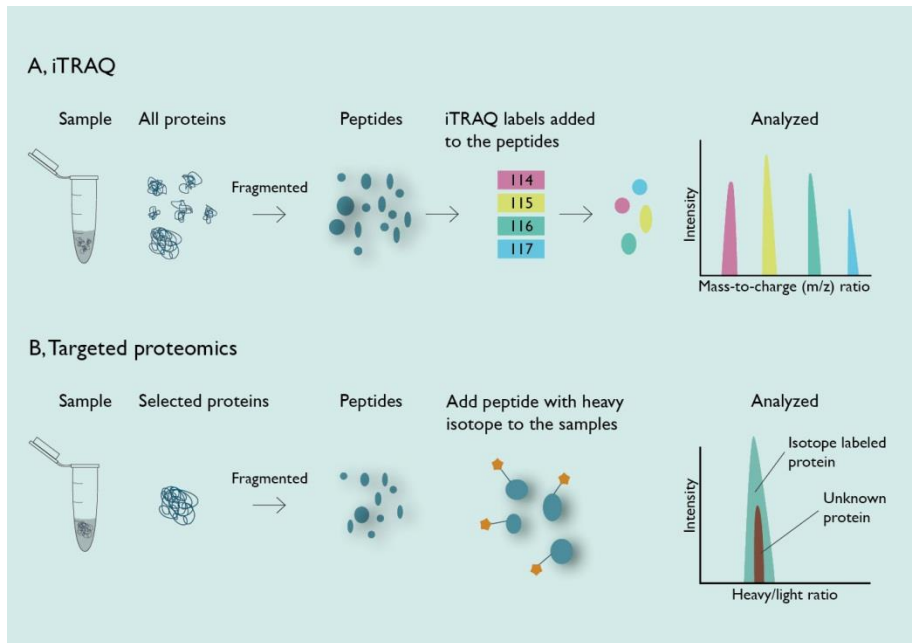 A, iTRAQ
Sample
All proteins
Fragmented
Peptides
iTRAQ labels added
to the peptides
114
115
116
117
Analyzed
Intensity
Mass-to-charge (m/z) ratio
B, Targeted proteomics
Sample
Selected proteins
Fragmented
Peptides
Add peptide with heavy
isotope to the samples
Analyzed
Isotope labeled
protein
Unknown
protein
Intensity
Heavy/light ratio